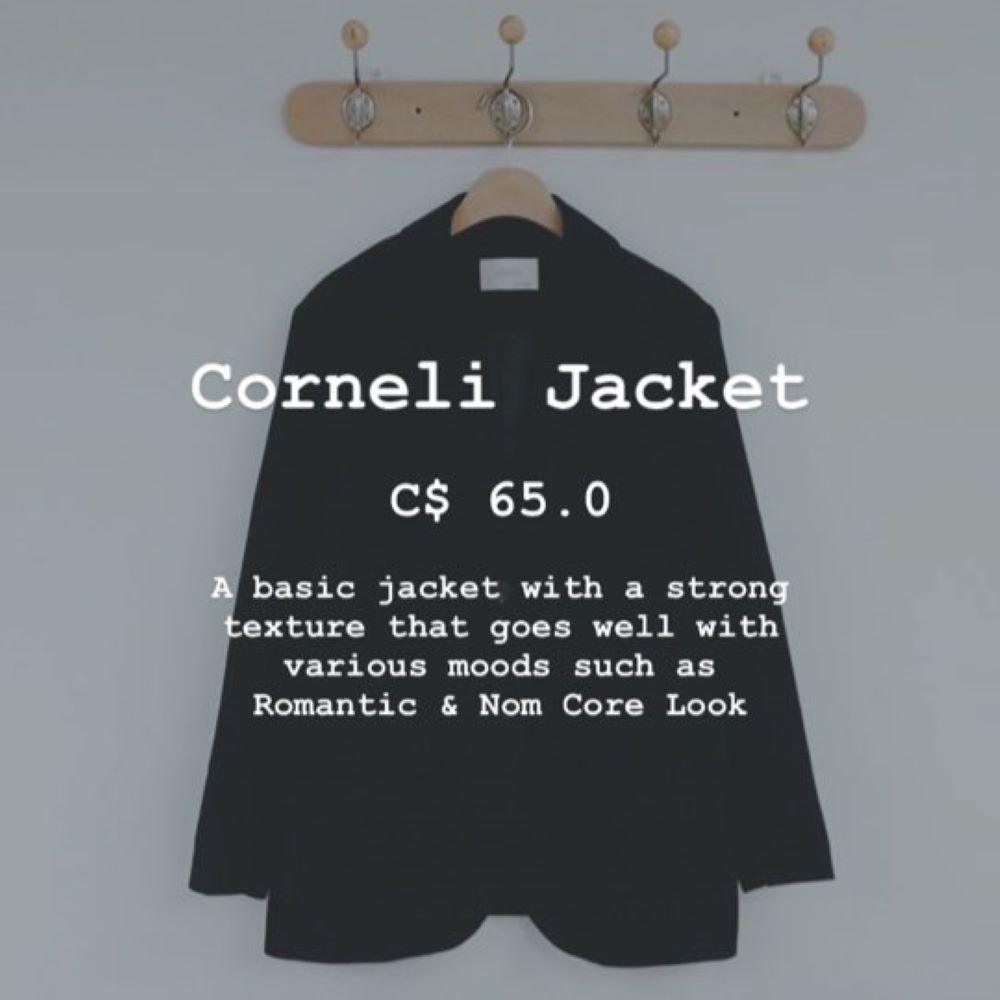 Corneli Jacket
C$ 65.0
A basic jacket with a strong
texture that goes well with
various moods such as
Romantic & Nom Core Look